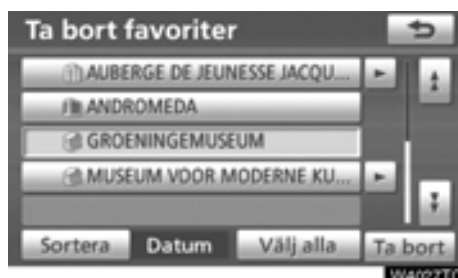 Ta bort favoriter
AUBERGE DE JEUNESSE JACQU...
ANDROMEDA
GROENINGEMUSEUM
MUSEUM VOOR MODERNE KU...
Sortera Datum Välj alla Ta bort